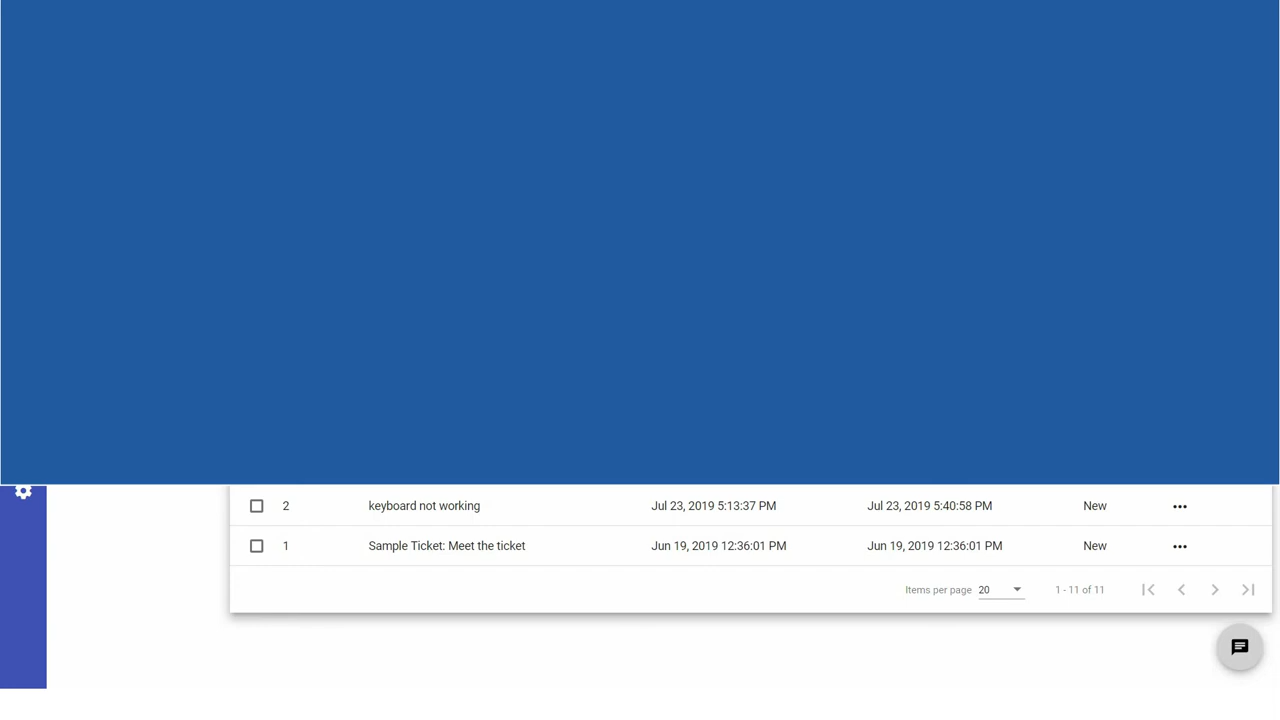 2 keyboard not working Jul 23, 2019 5:13:37 PM Jul 23, 2019 5:40:58 PM New
1 Sample Ticket: Meet the ticket Jun 19, 2019 12:36:01 PM Jun 19, 2019 12:36:01 PM New
Items per page 20 1 - 11 of 11